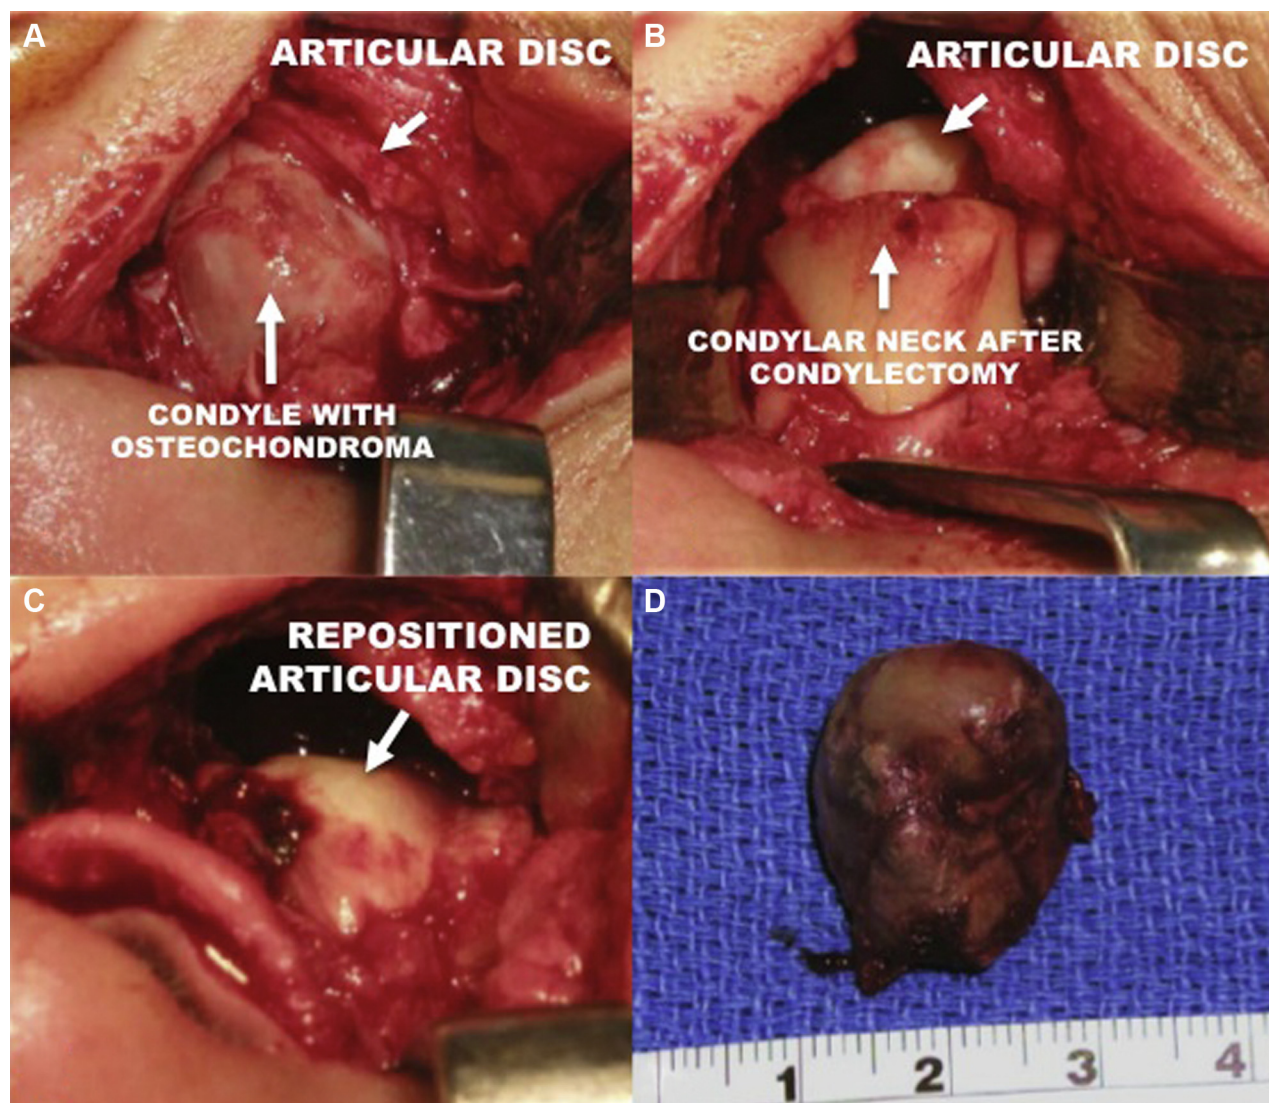 A
ARTICULAR DISC
CONDYLE WITH
OSTEOCHONDROMA
B
ARTICULAR DISC
CONDYLAR NECK AFTER
CONDYLECTOMY
C
REPOSITIONED
ARTICULAR DISC
D
1 2 3 4